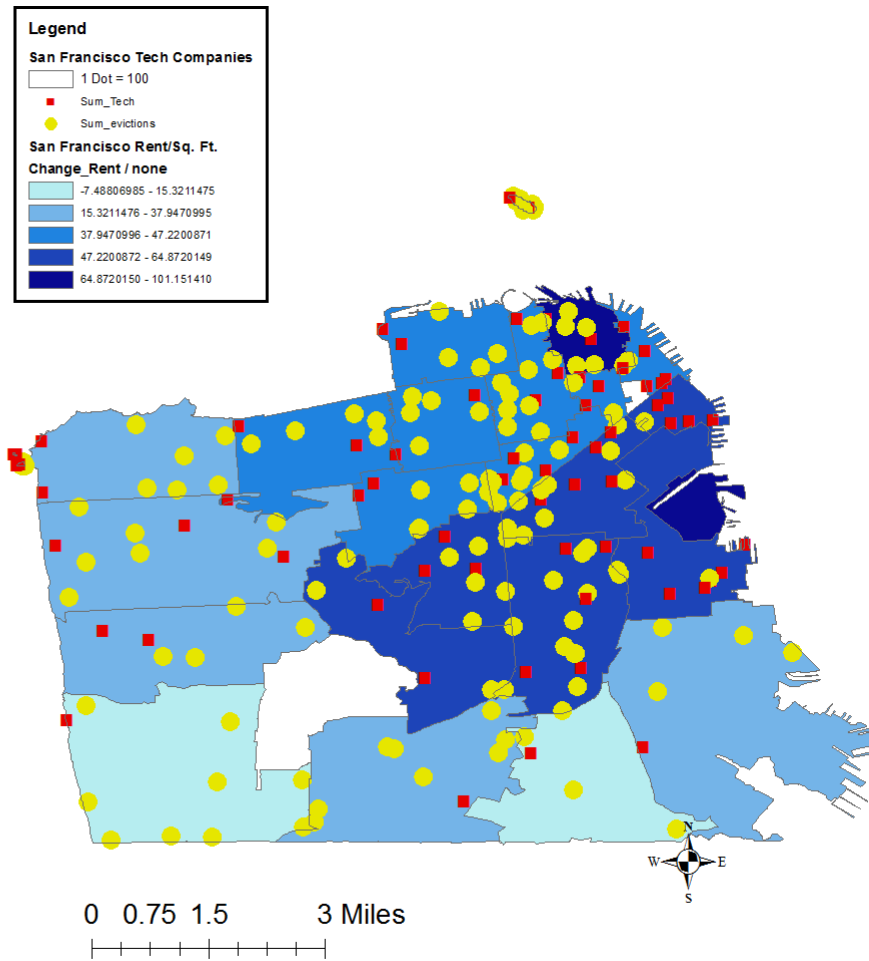 Legend
San Francisco Tech Companies
1 Dot = 100
Sum_Tech
Sum_evictions
San Francisco Rent/Sq. Ft.
Change_Rent / none
-7.48806985 - 15.3211475
15.3211476 - 37.9470995
37.9470996 - 47.2200871
47.2200872 - 64.8720149
64.8720150 - 101.151410
N
W E
S
0 0.75 1.5 3 Miles